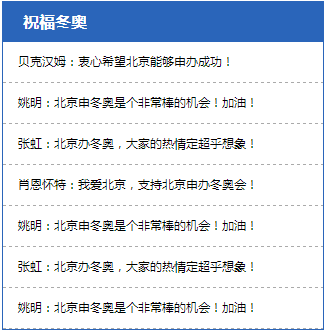 祝福冬奥
贝克汉姆：衷心希望北京能够申办成功！
姚明：北京申冬奥是个非常棒的机会！加油！
张虹：北京办冬奥，大家的热情定超乎想象！
肖恩怀特：我爱北京，支持北京申办冬奥会！
姚明：北京申冬奥是个非常棒的机会！加油！
张虹：北京办冬奥，大家的热情定超乎想象！
姚明：北京申冬奥是个非常棒的机会！加油！